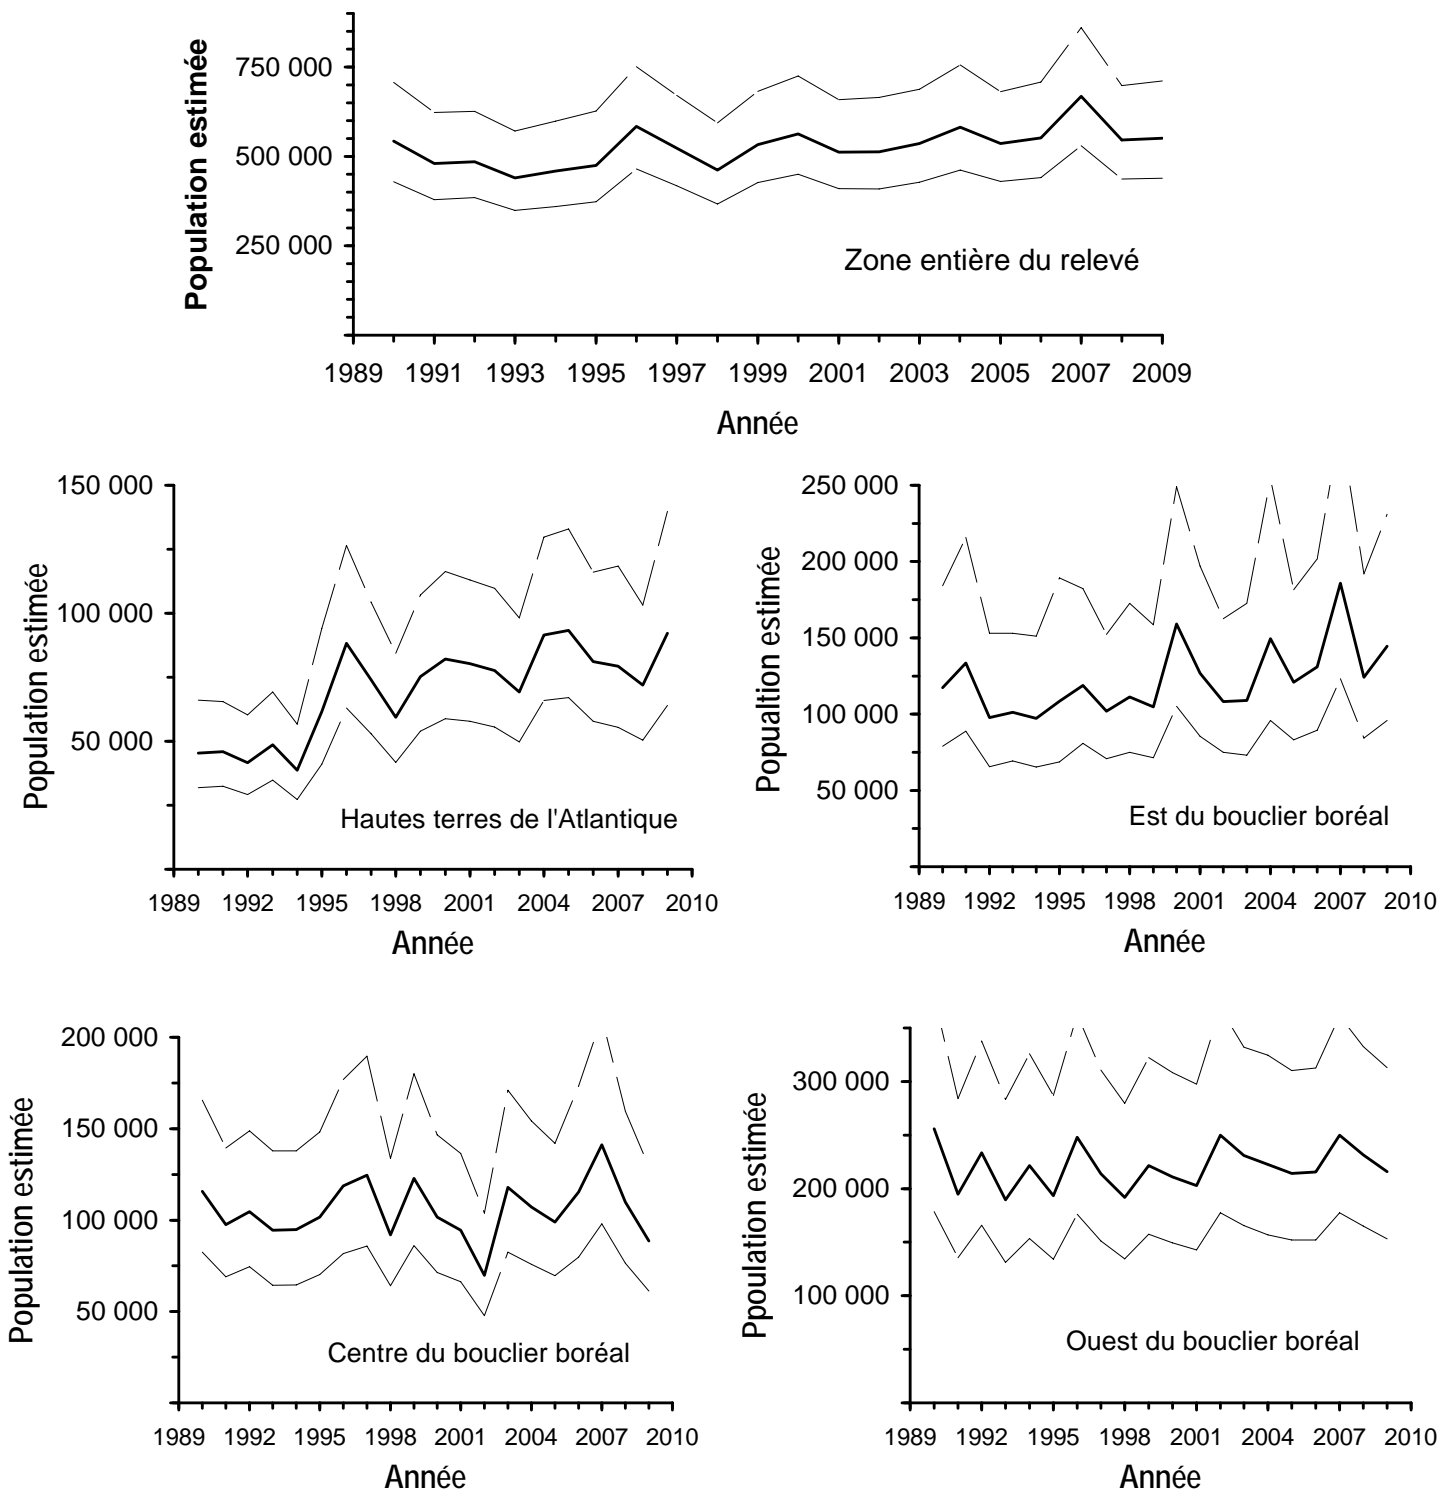 Population estimée
750 000
500 000
250 000
Zone entière du relevé
1989 1991 1993 1995 1997 1999 2001 2003 2005 2007 2009
Année
Population estimée
150 000
100 000
50 000
Hautes terres de l'Atlantique
1989 1992 1995 1998 2001 2004 2007 2010
Année
Popualtion estimée
250 000
200 000
150 000
100 000
50 000
Est du bouclier boréal
1989 1992 1995 1998 2001 2004 2007 2010
Année
Population estimée
200 000
150 000
100 000
50 000
Centre du bouclier boréal
1989 1992 1995 1998 2001 2004 2007 2010
Année
Ppoulation estimée
300 000
200 000
100 000
Ouest du bouclier boréal
1989 1992 1995 1998 2001 2004 2007 2010
Année